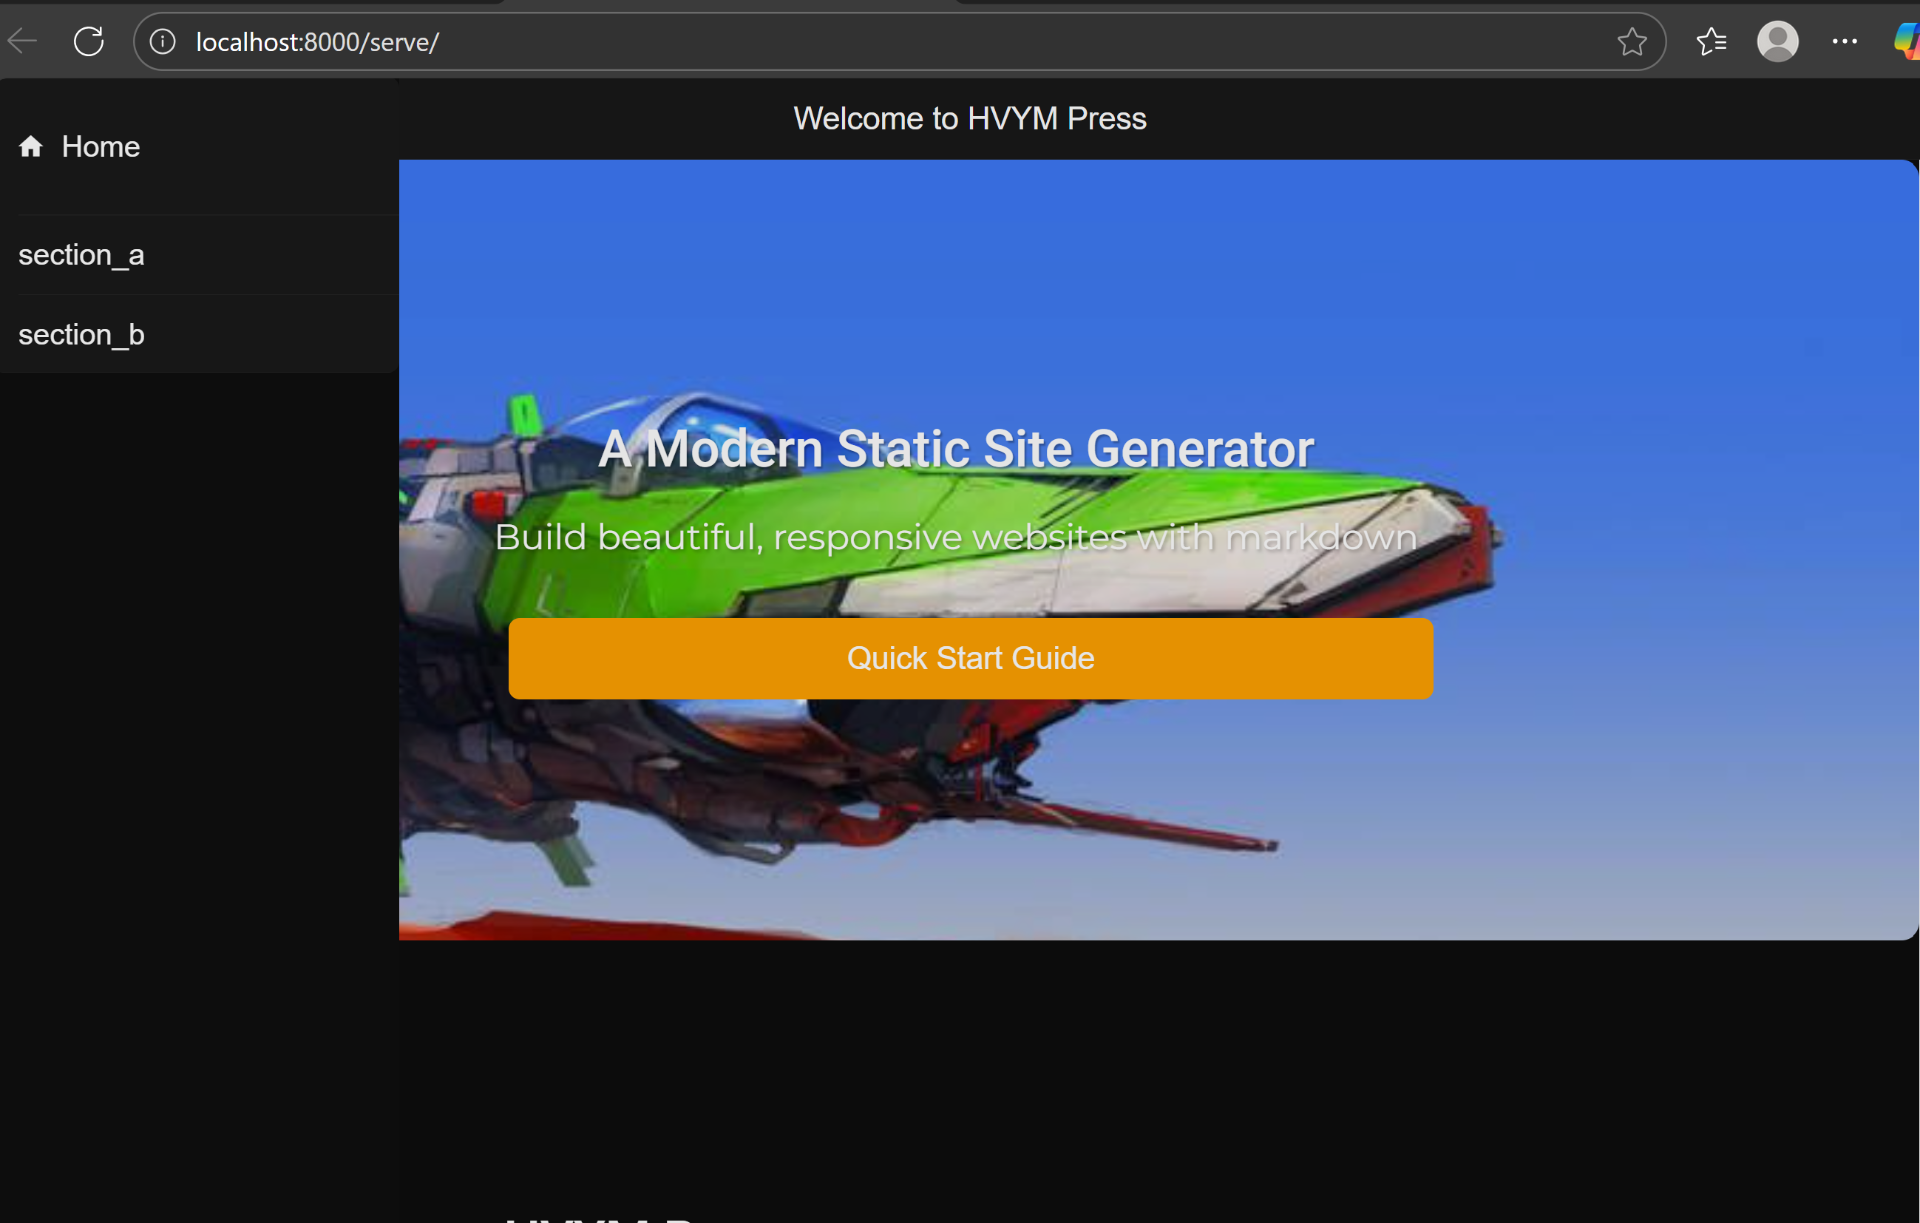 localhost:8000/serve/
Welcome to HVYM Press
Home
section_a
section_b
A Modern Static Site Generator
Build beautiful, responsive websites with markdown
Quick Start Guide